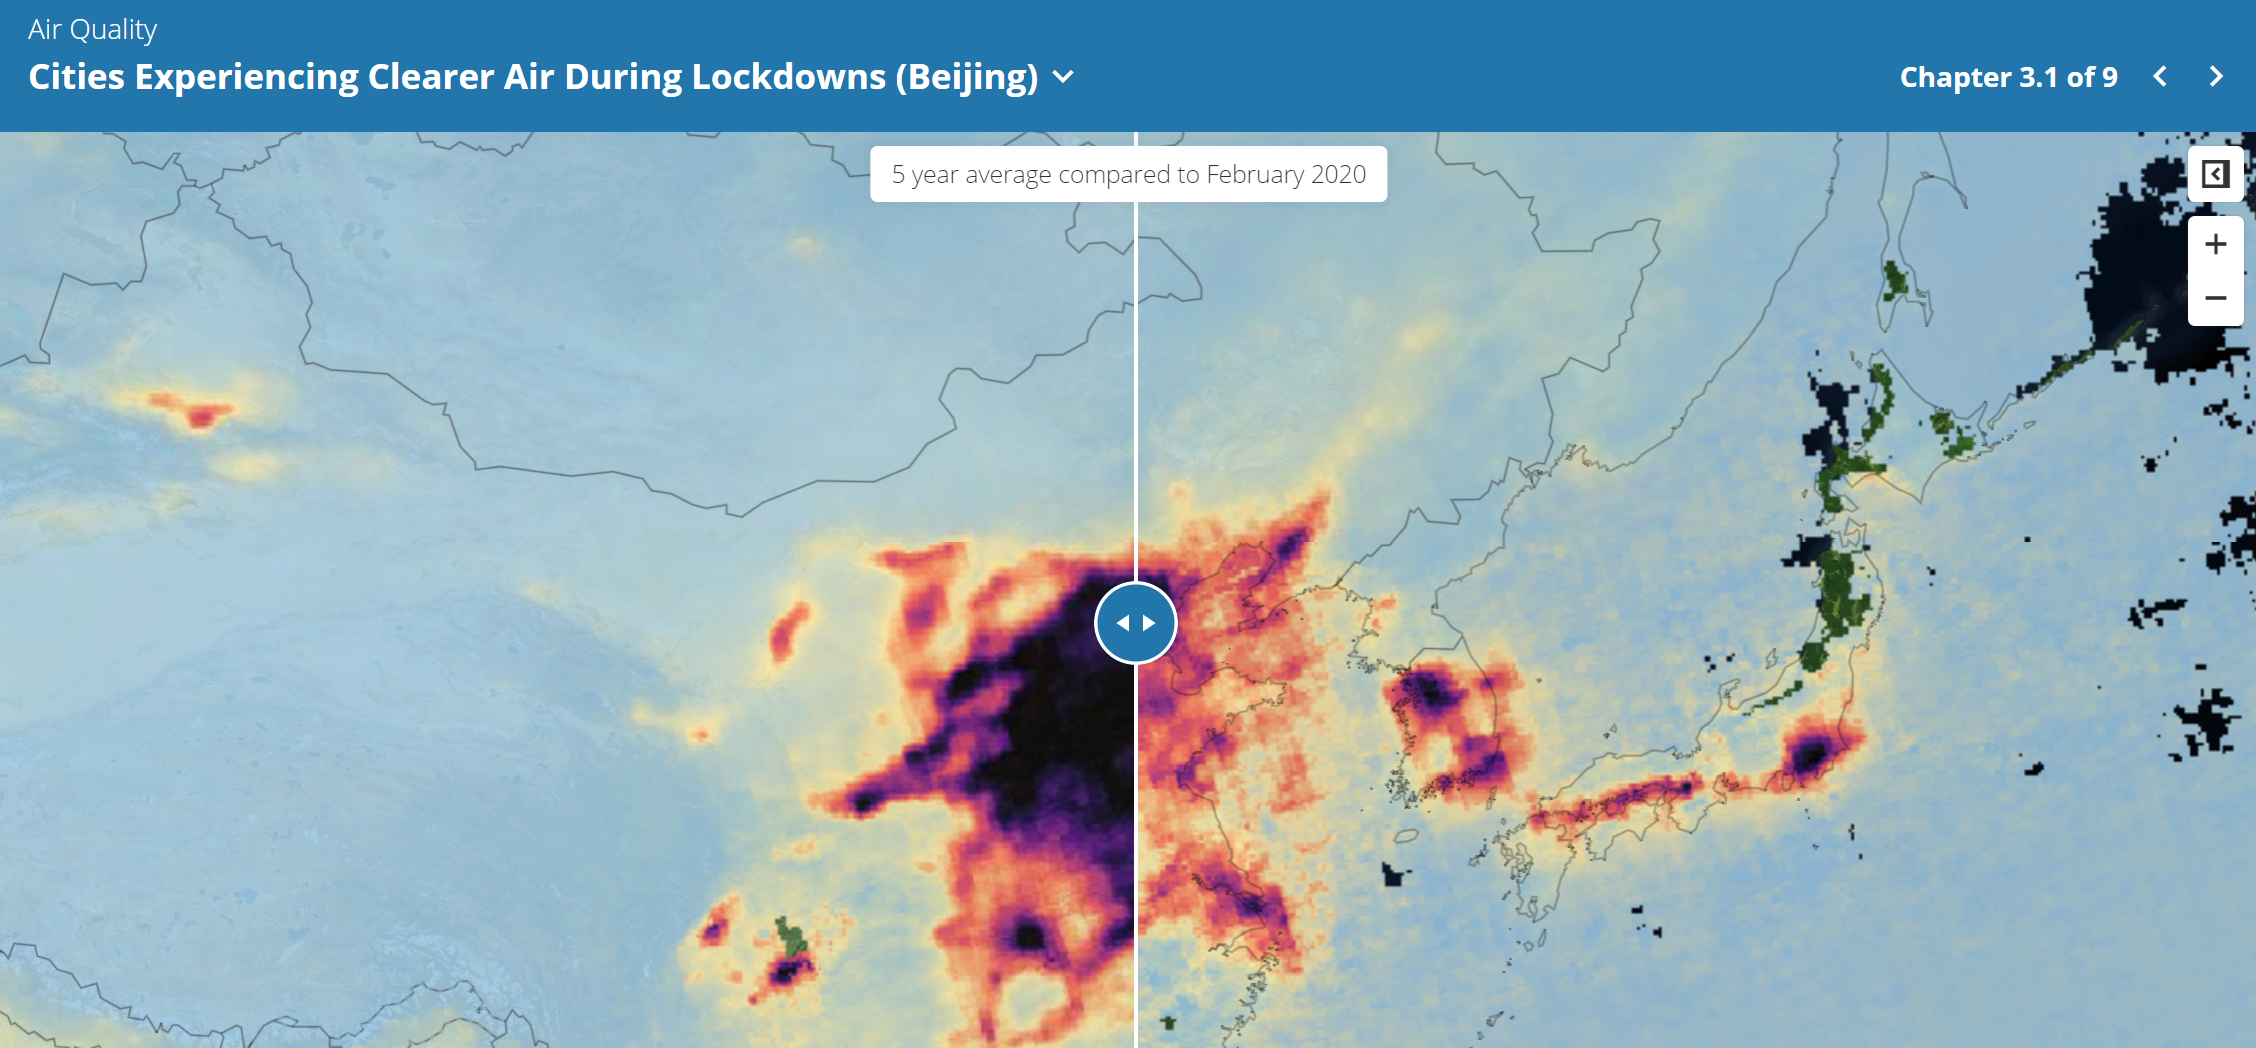 Air Quality
Cities Experiencing Clearer Air During Lockdowns (Beijing)
Chapter 3.1 of 9
5 year average compared to February 2020